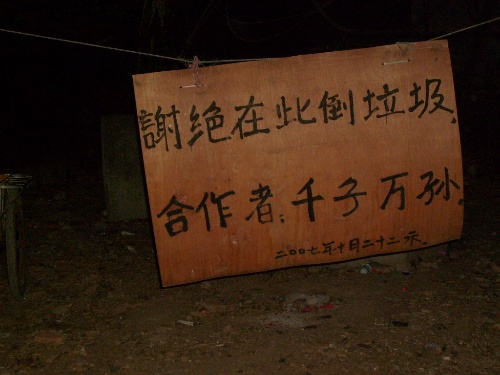 謝绝在此倒垃圾.
合作者:千子万孙.
二00七年十月二十二示.